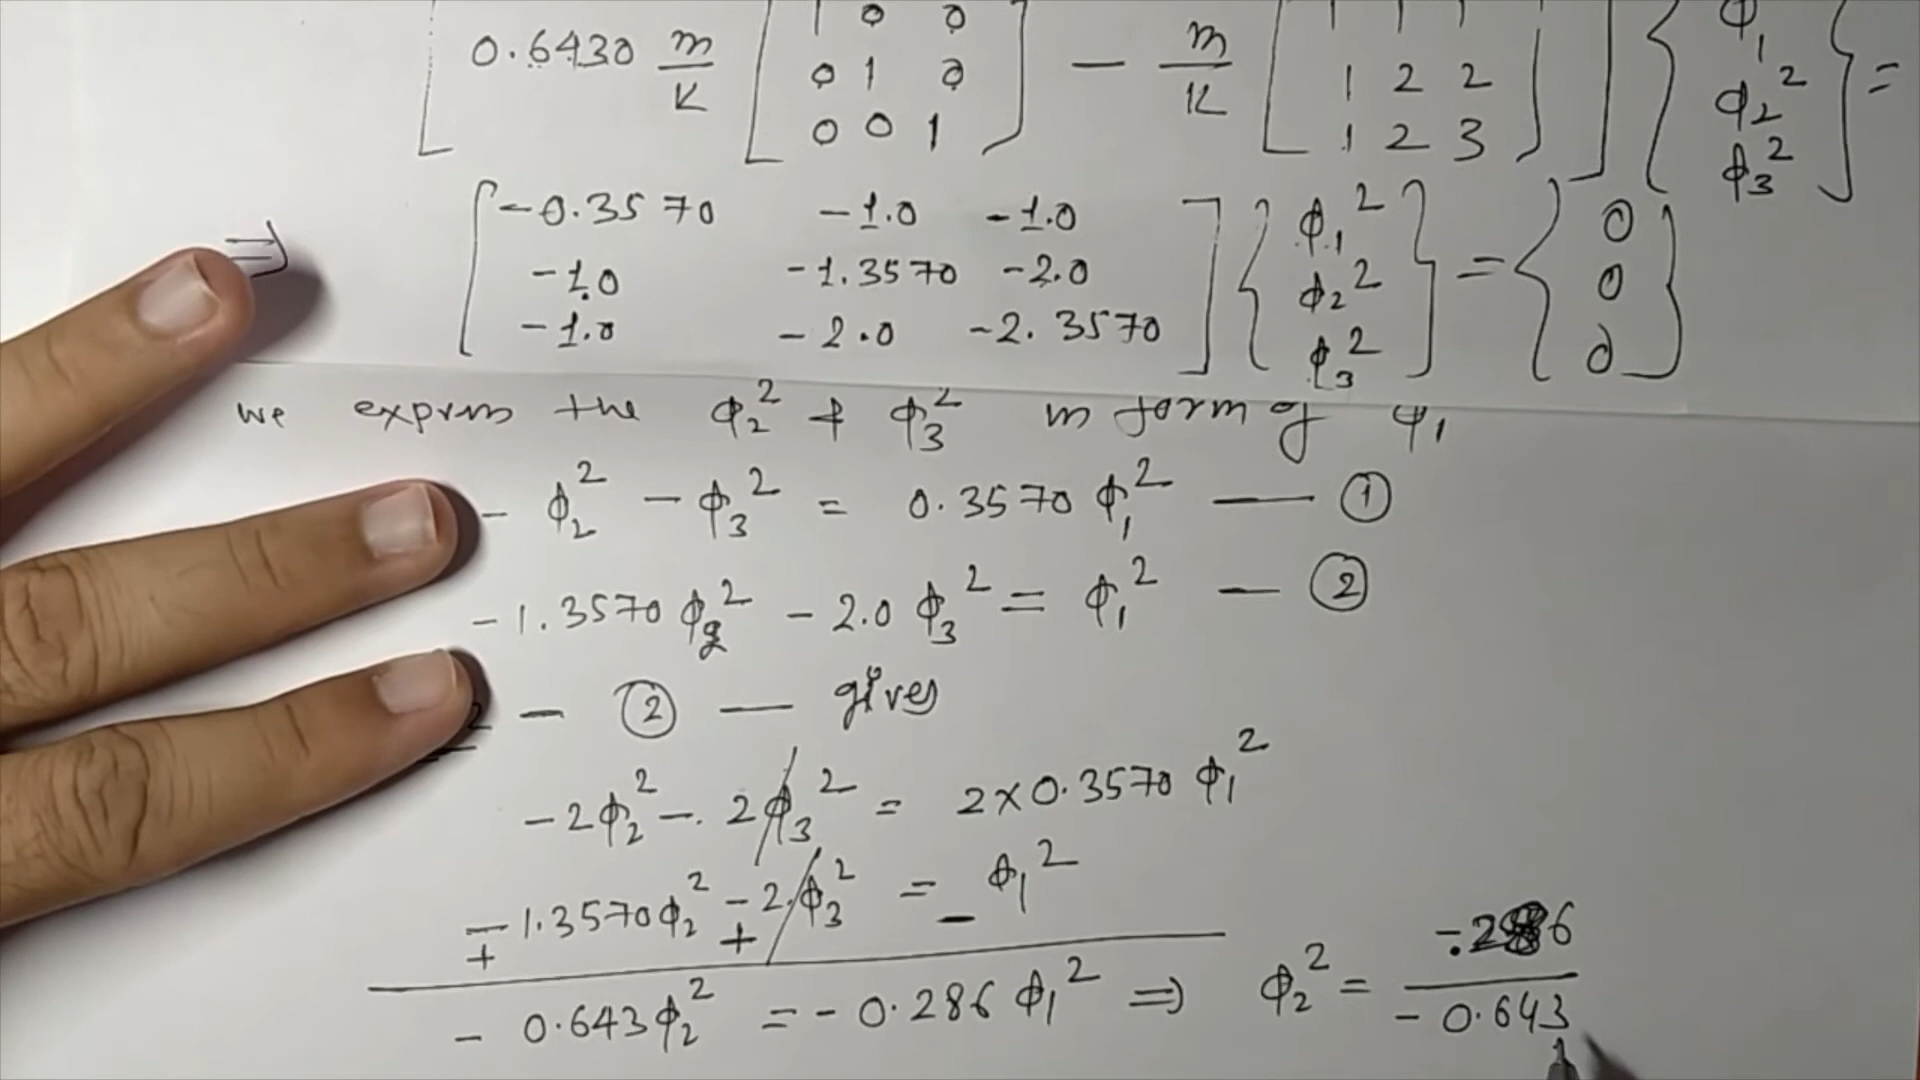 [ 0.6430 m/K [ 1 0 0 ] − m/K [ 1 1 1 ] ] { ϕ1 } =
0 1 0 1 2 2 ϕ2²
0 0 1 1 2 3 ϕ3²
⇒ [ -0.3570 -1.0 -1.0 ] { ϕ1² } = { 0 }
-1.0 -1.3570 -2.0 ϕ2² 0
-1.0 -2.0 -2.3570 ϕ3² 0
we express the ϕ2² & ϕ3² in form of ϕ1
- ϕ2² - ϕ3² = 0.3570 ϕ1² — ①
- 1.3570 ϕ2² - 2.0 ϕ3² = ϕ1² — ②
2 - ② — gives
-2ϕ2² - 2ϕ3² = 2×0.3570 ϕ1²
- 1.3570ϕ2² - 2ϕ3² = ϕ1²
+ + -
- 0.643ϕ2² = - 0.286 ϕ1² ⇒ ϕ2² = -.286 / - 0.643